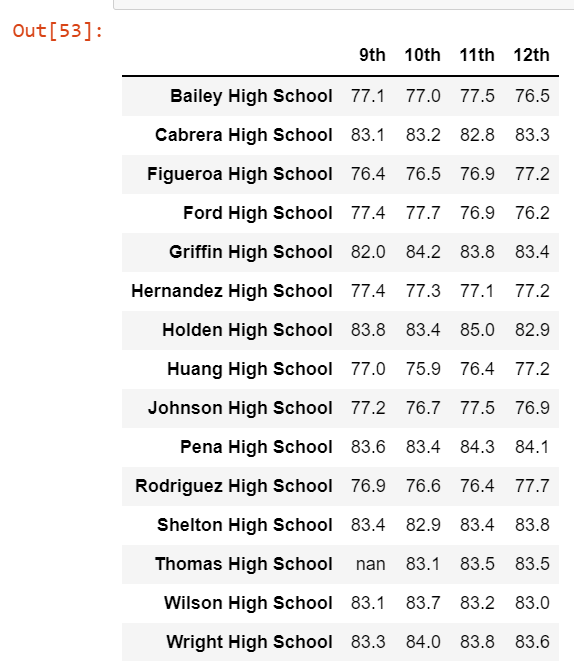 Out[53]:
9th 10th 11th 12th
Bailey High School 77.1 77.0 77.5 76.5
Cabrera High School 83.1 83.2 82.8 83.3
Figueroa High School 76.4 76.5 76.9 77.2
Ford High School 77.4 77.7 76.9 76.2
Griffin High School 82.0 84.2 83.8 83.4
Hernandez High School 77.4 77.3 77.1 77.2
Holden High School 83.8 83.4 85.0 82.9
Huang High School 77.0 75.9 76.4 77.2
Johnson High School 77.2 76.7 77.5 76.9
Pena High School 83.6 83.4 84.3 84.1
Rodriguez High School 76.9 76.6 76.4 77.7
Shelton High School 83.4 82.9 83.4 83.8
Thomas High School nan 83.1 83.5 83.5
Wilson High School 83.1 83.7 83.2 83.0
Wright High School 83.3 84.0 83.8 83.6